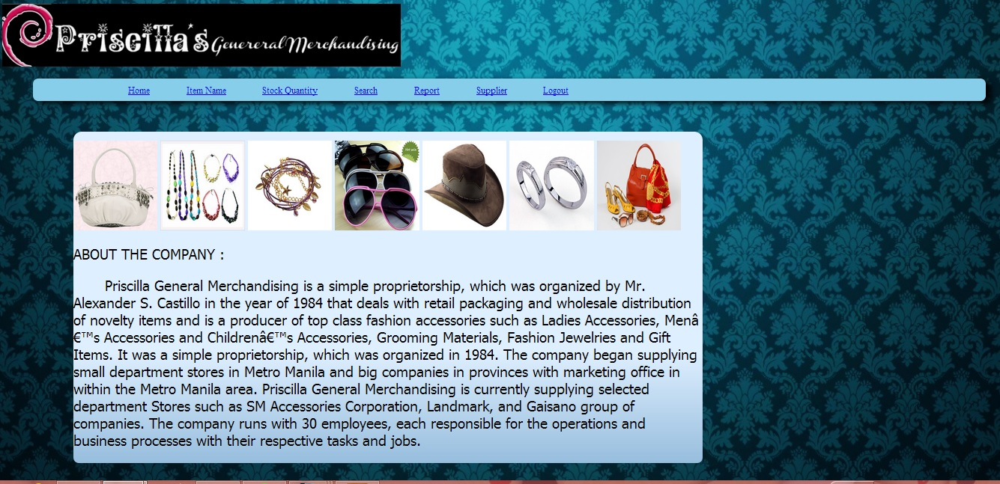 Priscilla's Genereral Merchandising
Home Item Name Stock Quantity Search Report Supplier Logout
ABOUT THE COMPANY :
Priscilla General Merchandising is a simple proprietorship, which was organized by Mr.
Alexander S. Castillo in the year of 1984 that deals with retail packaging and wholesale distribution
of novelty items and is a producer of top class fashion accessories such as Ladies Accessories, Menâ
€™s Accessories and Childrenâ€™s Accessories, Grooming Materials, Fashion Jewelries and Gift
Items. It was a simple proprietorship, which was organized in 1984. The company began supplying
small department stores in Metro Manila and big companies in provinces with marketing office in
within the Metro Manila area. Priscilla General Merchandising is currently supplying selected
department Stores such as SM Accessories Corporation, Landmark, and Gaisano group of
companies. The company runs with 30 employees, each responsible for the operations and
business processes with their respective tasks and jobs.